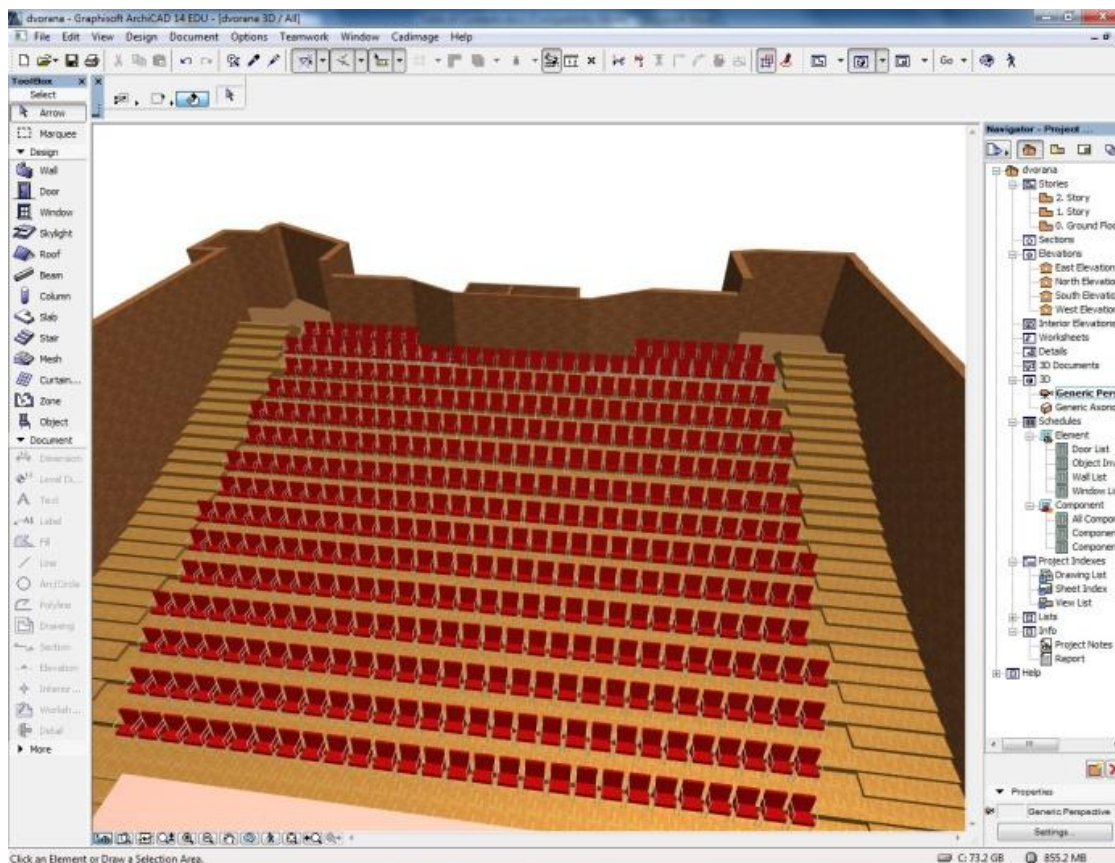 dvorana - Graphisoft ArchiCAD 14 EDU - [dvorana 3D / All]
File Edit View Design Document Options Teamwork Window Cadimage Help
Go
ToolBox
Select
Arrow
Marquee
Design
Wall
Door
Window
Skylight
Roof
Beam
Column
Slab
Stair
Mesh
Curtain...
Zone
Object
Document
Dimension
Level Di...
Text
Label
Fill
Line
Arc/Circle
Polyline
Drawing
Section
Elevation
Interior ...
Worksh...
Detail
More
Navigator - Project ...
dvorana
Stories
2. Story
1. Story
0. Ground Floo
Sections
Elevations
East Elevation
North Elevatio
South Elevatio
West Elevation
Interior Elevations
Worksheets
Details
3D Documents
3D
Generic Pers
Generic Axono
Schedules
Element
Door List
Object Inv
Wall List
Window Li
Component
All Compo
Componen
Componen
Project Indexes
Drawing List
Sheet Index
View List
Lists
Info
Project Notes
Report
Help
Properties
Generic Perspective
Settings...
Click an Element or Draw a Selection Area.
C: 73.2 GB
855.2 MB